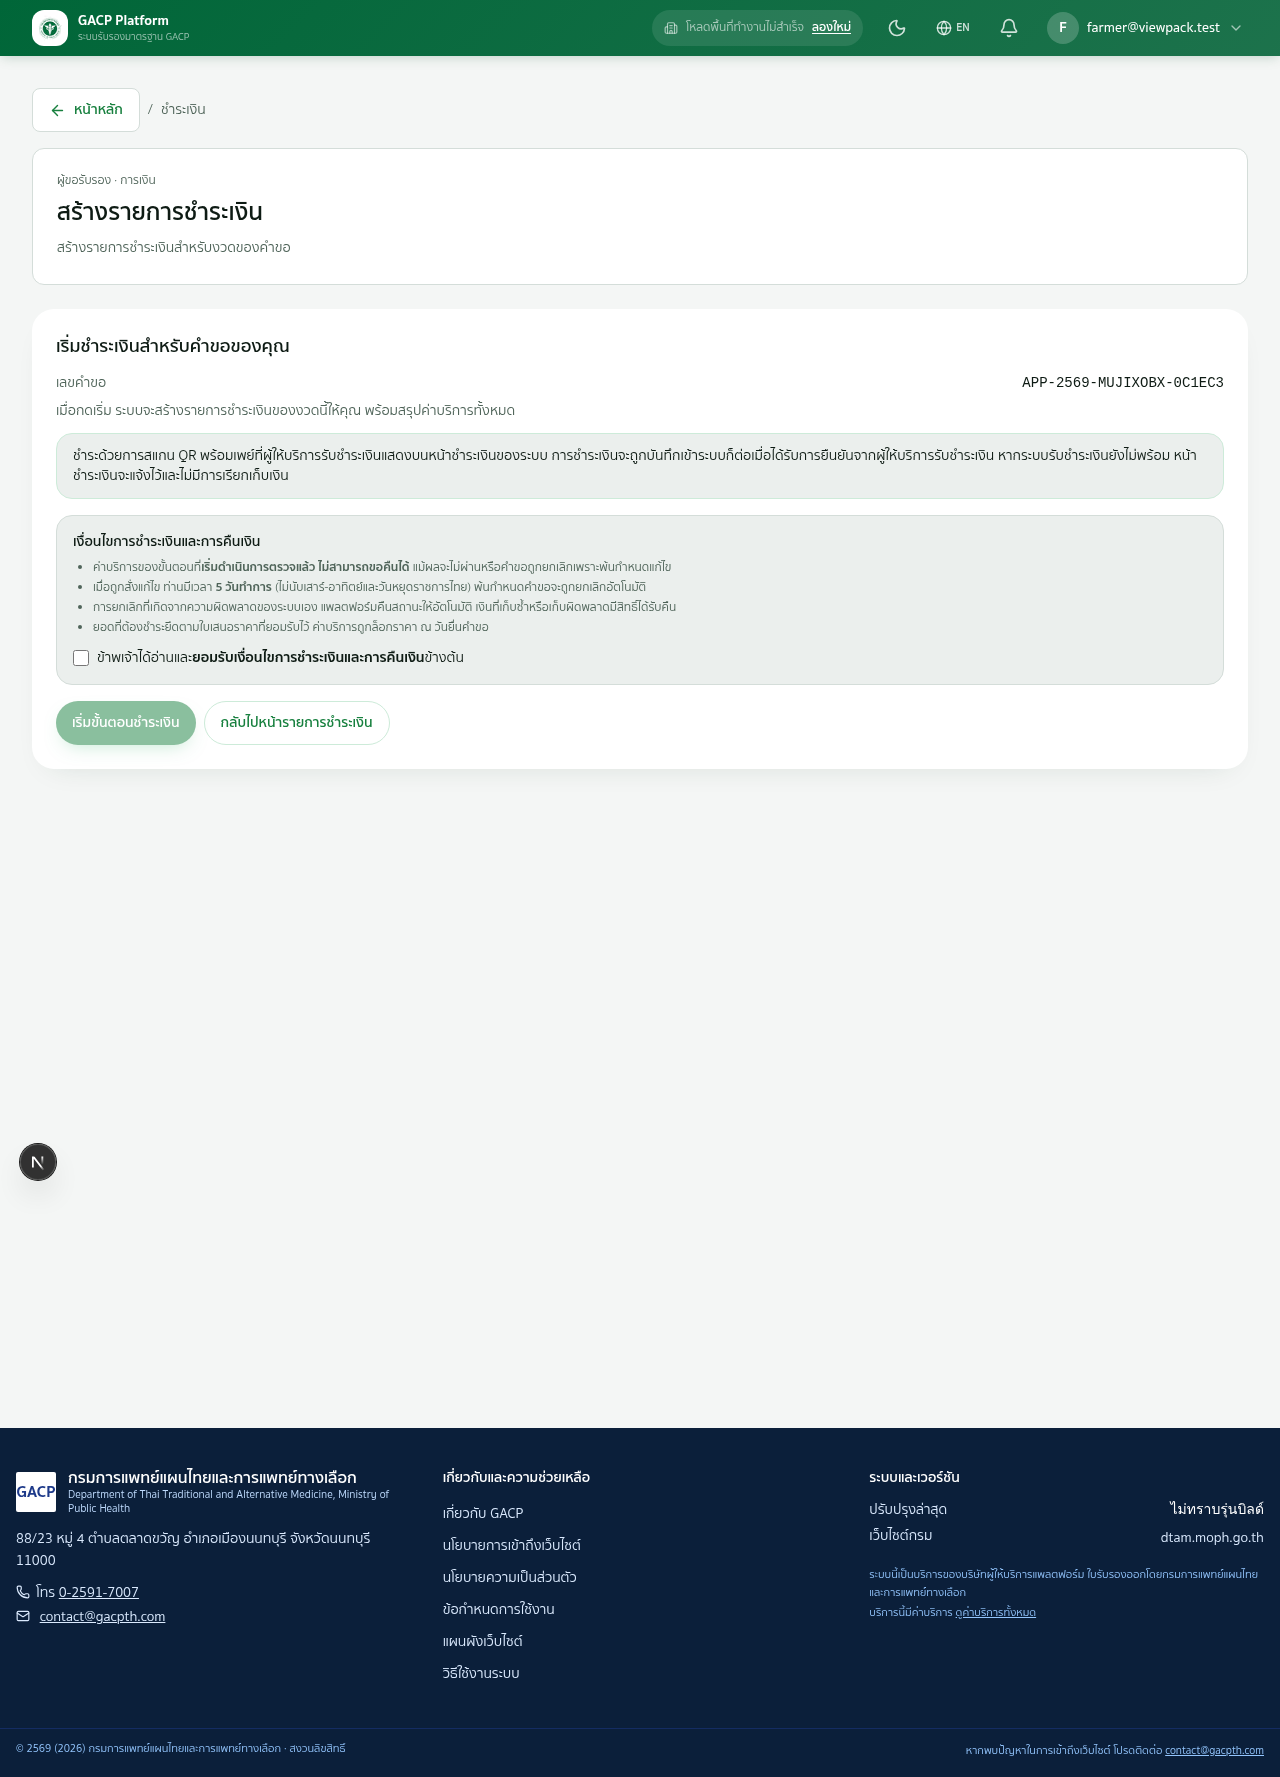 GACP Platform
ระบบรับรองมาตรฐาน GACP
โหลดพื้นที่ทำงานไม่สำเร็จ ลองใหม่
EN
F
farmer@viewpack.test
หน้าหลัก / ชำระเงิน
ผู้ขอรับรอง · การเงิน
สร้างรายการชำระเงิน
สร้างรายการชำระเงินสำหรับงวดของคำขอ
เริ่มชำระเงินสำหรับคำขอของคุณ
เลขคำขอ APP-2569-MUJIXOBX-0C1EC3
เมื่อกดเริ่ม ระบบจะสร้างรายการชำระเงินของงวดนี้ให้คุณ พร้อมสรุปค่าบริการทั้งหมด
ชำระด้วยการสแกน QR พร้อมเพย์ที่ผู้ให้บริการรับชำระเงินแสดงบนหน้าชำระเงินของระบบ การชำระเงินจะถูกบันทึกเข้าระบบก็ต่อเมื่อได้รับการยืนยันจากผู้ให้บริการรับชำระเงิน หากระบบรับชำระเงินยังไม่พร้อม หน้า
ชำระเงินจะแจ้งไว้และไม่มีการเรียกเก็บเงิน
เงื่อนไขการชำระเงินและการคืนเงิน
• ค่าบริการของขั้นตอนที่เริ่มดำเนินการตรวจแล้ว ไม่สามารถขอคืนได้ แม้ผลจะไม่ผ่านหรือคำขอถูกยกเลิกเพราะพ้นกำหนดแก้ไข
• เมื่อถูกสั่งแก้ไข ท่านมีเวลา 5 วันทำการ (ไม่นับเสาร์-อาทิตย์และวันหยุดราชการไทย) พ้นกำหนดคำขอจะถูกยกเลิกอัตโนมัติ
• การยกเลิกที่เกิดจากความผิดพลาดของระบบเอง แพลตฟอร์มคืนสถานะให้อัตโนมัติ เงินที่เก็บซ้ำหรือเก็บผิดพลาดมีสิทธิ์ได้รับคืน
• ยอดที่ต้องชำระยึดตามใบเสนอราคาที่ยอมรับไว้ ค่าบริการถูกล็อกราคา ณ วันยื่นคำขอ
ข้าพเจ้าได้อ่านและยอมรับเงื่อนไขการชำระเงินและการคืนเงินข้างต้น
เริ่มขั้นตอนชำระเงิน
กลับไปหน้ารายการชำระเงิน
N
GACP
กรมการแพทย์แผนไทยและการแพทย์ทางเลือก
Department of Thai Traditional and Alternative Medicine, Ministry of
Public Health
88/23 หมู่ 4 ตำบลตลาดขวัญ อำเภอเมืองนนทบุรี จังหวัดนนทบุรี
11000
โทร 0-2591-7007
contact@gacpth.com
เกี่ยวกับและความช่วยเหลือ
เกี่ยวกับ GACP
นโยบายการเข้าถึงเว็บไซต์
นโยบายความเป็นส่วนตัว
ข้อกำหนดการใช้งาน
แผนผังเว็บไซต์
วิธีใช้งานระบบ
ระบบและเวอร์ชัน
ปรับปรุงล่าสุด ไม่ทราบรุ่นบิลด์
เว็บไซต์กรม dtam.moph.go.th
ระบบนี้เป็นบริการของบริษัทผู้ให้บริการแพลตฟอร์ม ใบรับรองออกโดยกรมการแพทย์แผนไทย
และการแพทย์ทางเลือก
บริการนี้มีค่าบริการ ดูค่าบริการทั้งหมด
© 2569 (2026) กรมการแพทย์แผนไทยและการแพทย์ทางเลือก · สงวนลิขสิทธิ์
หากพบปัญหาในการเข้าถึงเว็บไซต์ โปรดติดต่อ contact@gacpth.com